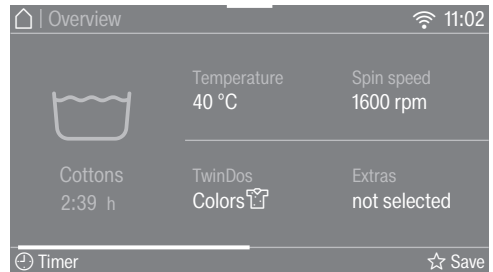 | Overview 11:02
Temperature
40 °C
Spin speed
1600 rpm
Cottons
2:39 h
TwinDos
Colors
Extras
not selected
Timer Save